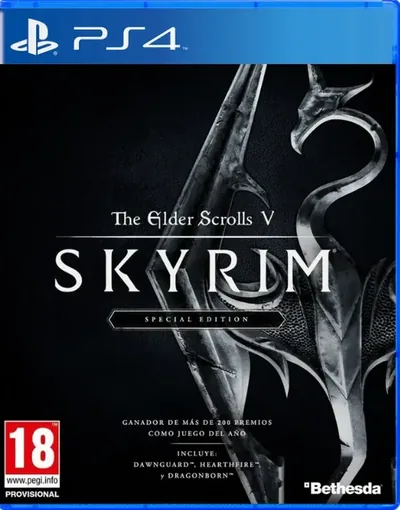 PS4™
The Elder Scrolls V
SKYRIM®
SPECIAL EDITION
GANADOR DE MÁS DE 200 PREMIOS
COMO JUEGO DEL AÑO
INCLUYE:
DAWNGUARD™, HEARTHFIRE™
y DRAGONBORN™
18
www.pegi.info
PROVISIONAL
Bethesda®